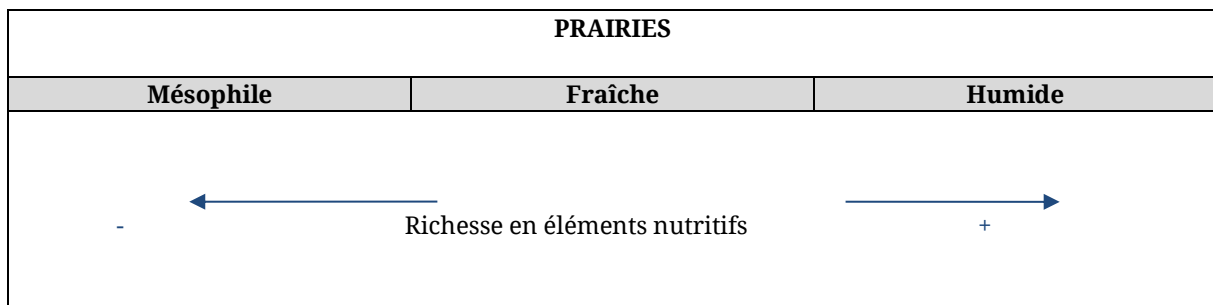 PRAIRIES
Mésophile Fraîche Humide
- Richesse en éléments nutritifs +